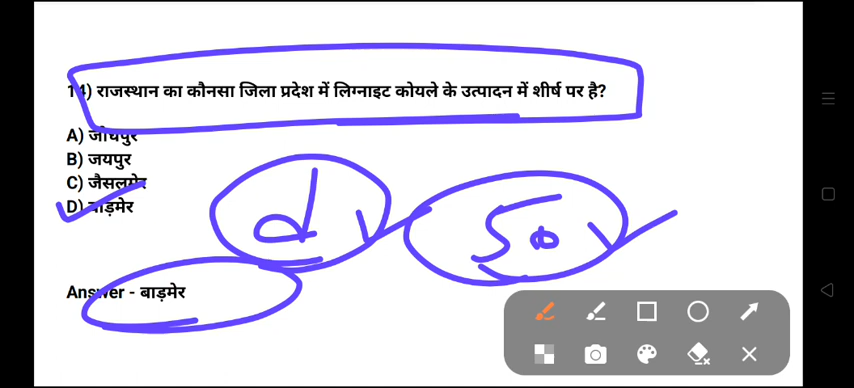 14) राजस्थान का कौनसा जिला प्रदेश में लिग्नाइट कोयले के उत्पादन में शीर्ष पर है?
A) जोधपुर
B) जयपुर
C) जैसलमेर
D) बाड़मेर
d
Answer - बाड़मेर